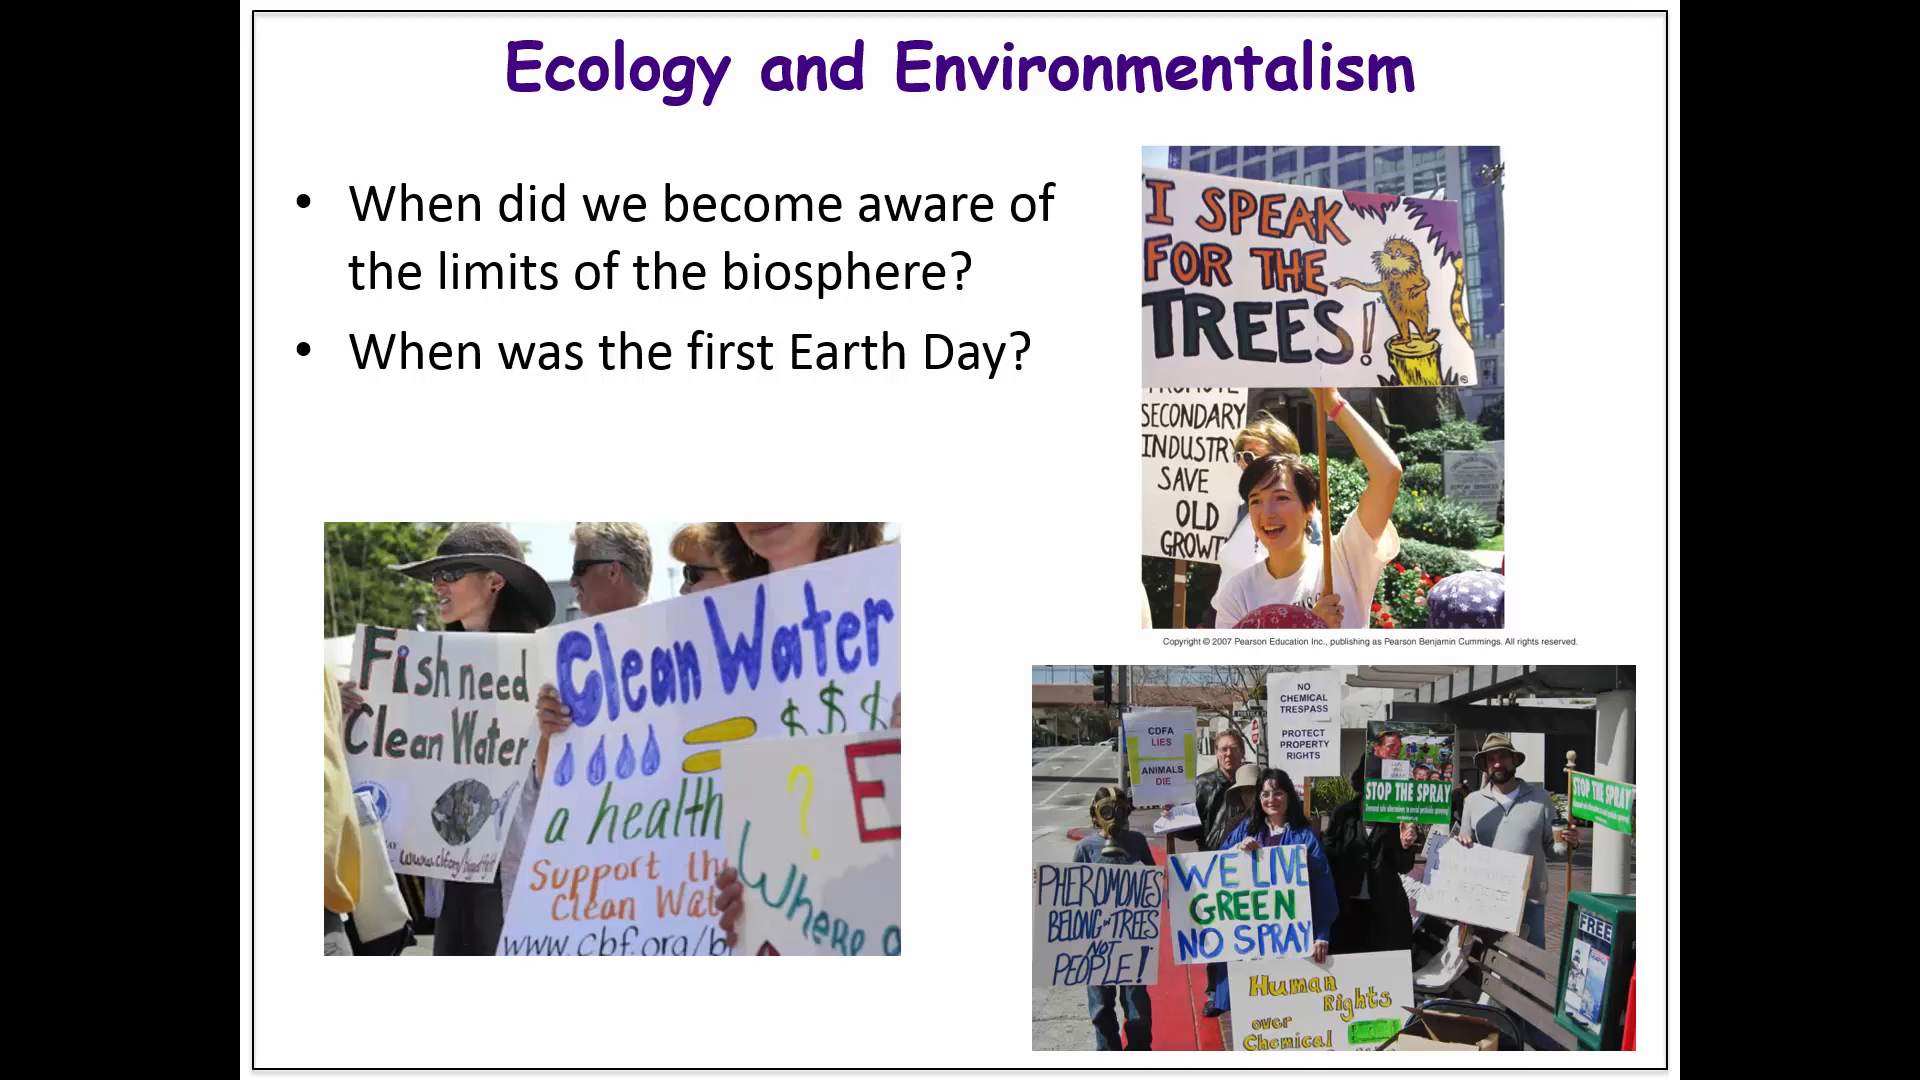 Ecology and Environmentalism
• When did we become aware of
the limits of the biosphere?
• When was the first Earth Day?
I SPEAK
FOR THE
TREES!
PROMOTE
SECONDARY
INDUSTRY
SAVE
OLD
GROWT
Copyright © 2007 Pearson Education Inc., publishing as Pearson Benjamin Cummings. All rights reserved.
Fish need
Clean Water
Clean Water
$$$
a health
Support th
Clean Wat
www.cbf.org/b
?
E
Where
NO
CHEMICAL
TRESPASS
PROTECT
PROPERTY
RIGHTS
CDFA
LIES
ANIMALS
DIE
STOP THE SPRAY
STOP THE SPRAY
PHEROMONES
BELONG IN TREES
NOT
PEOPLE!
WE LIVE
GREEN
NO SPRAY
Human
Rights
over
Chemical
FREE